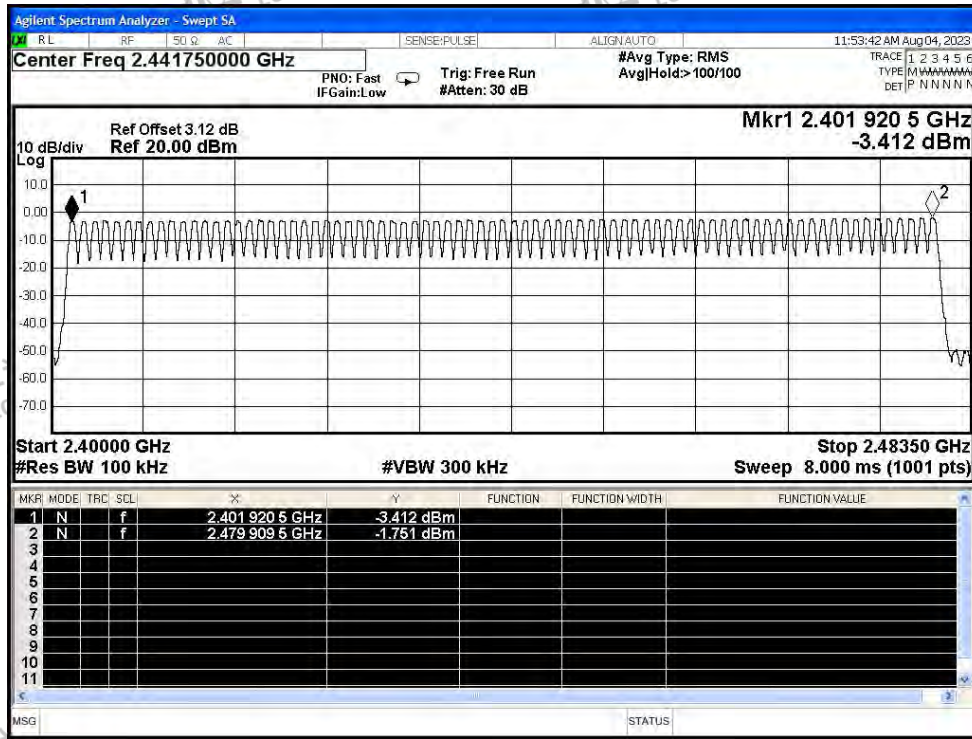 Agilent Spectrum Analyzer - Swept SA
LXI RL RF 50 Ω AC SENSE:PULSE ALIGN AUTO 11:53:42 AM Aug 04, 2023
Center Freq 2.441750000 GHz
PNO: Fast
IFGain:Low
Trig: Free Run
#Atten: 30 dB
#Avg Type: RMS
Avg|Hold:>100/100
TRACE 1 2 3 4 5 6
TYPE M
DET P N N N N N
Mkr1 2.401 920 5 GHz
-3.412 dBm
Ref Offset 3.12 dB
10 dB/div Ref 20.00 dBm
Log
10.0
1 2
0.00
-10.0
-20.0
-30.0
-40.0
-50.0
-60.0
-70.0
Start 2.40000 GHz Stop 2.48350 GHz
#Res BW 100 kHz #VBW 300 kHz Sweep 8.000 ms (1001 pts)
MKR MODE TRC SCL X Y FUNCTION FUNCTION WIDTH FUNCTION VALUE
1 N f 2.401 920 5 GHz -3.412 dBm
2 N f 2.479 909 5 GHz -1.751 dBm
3
4
5
6
7
8
9
10
11
MSG STATUS